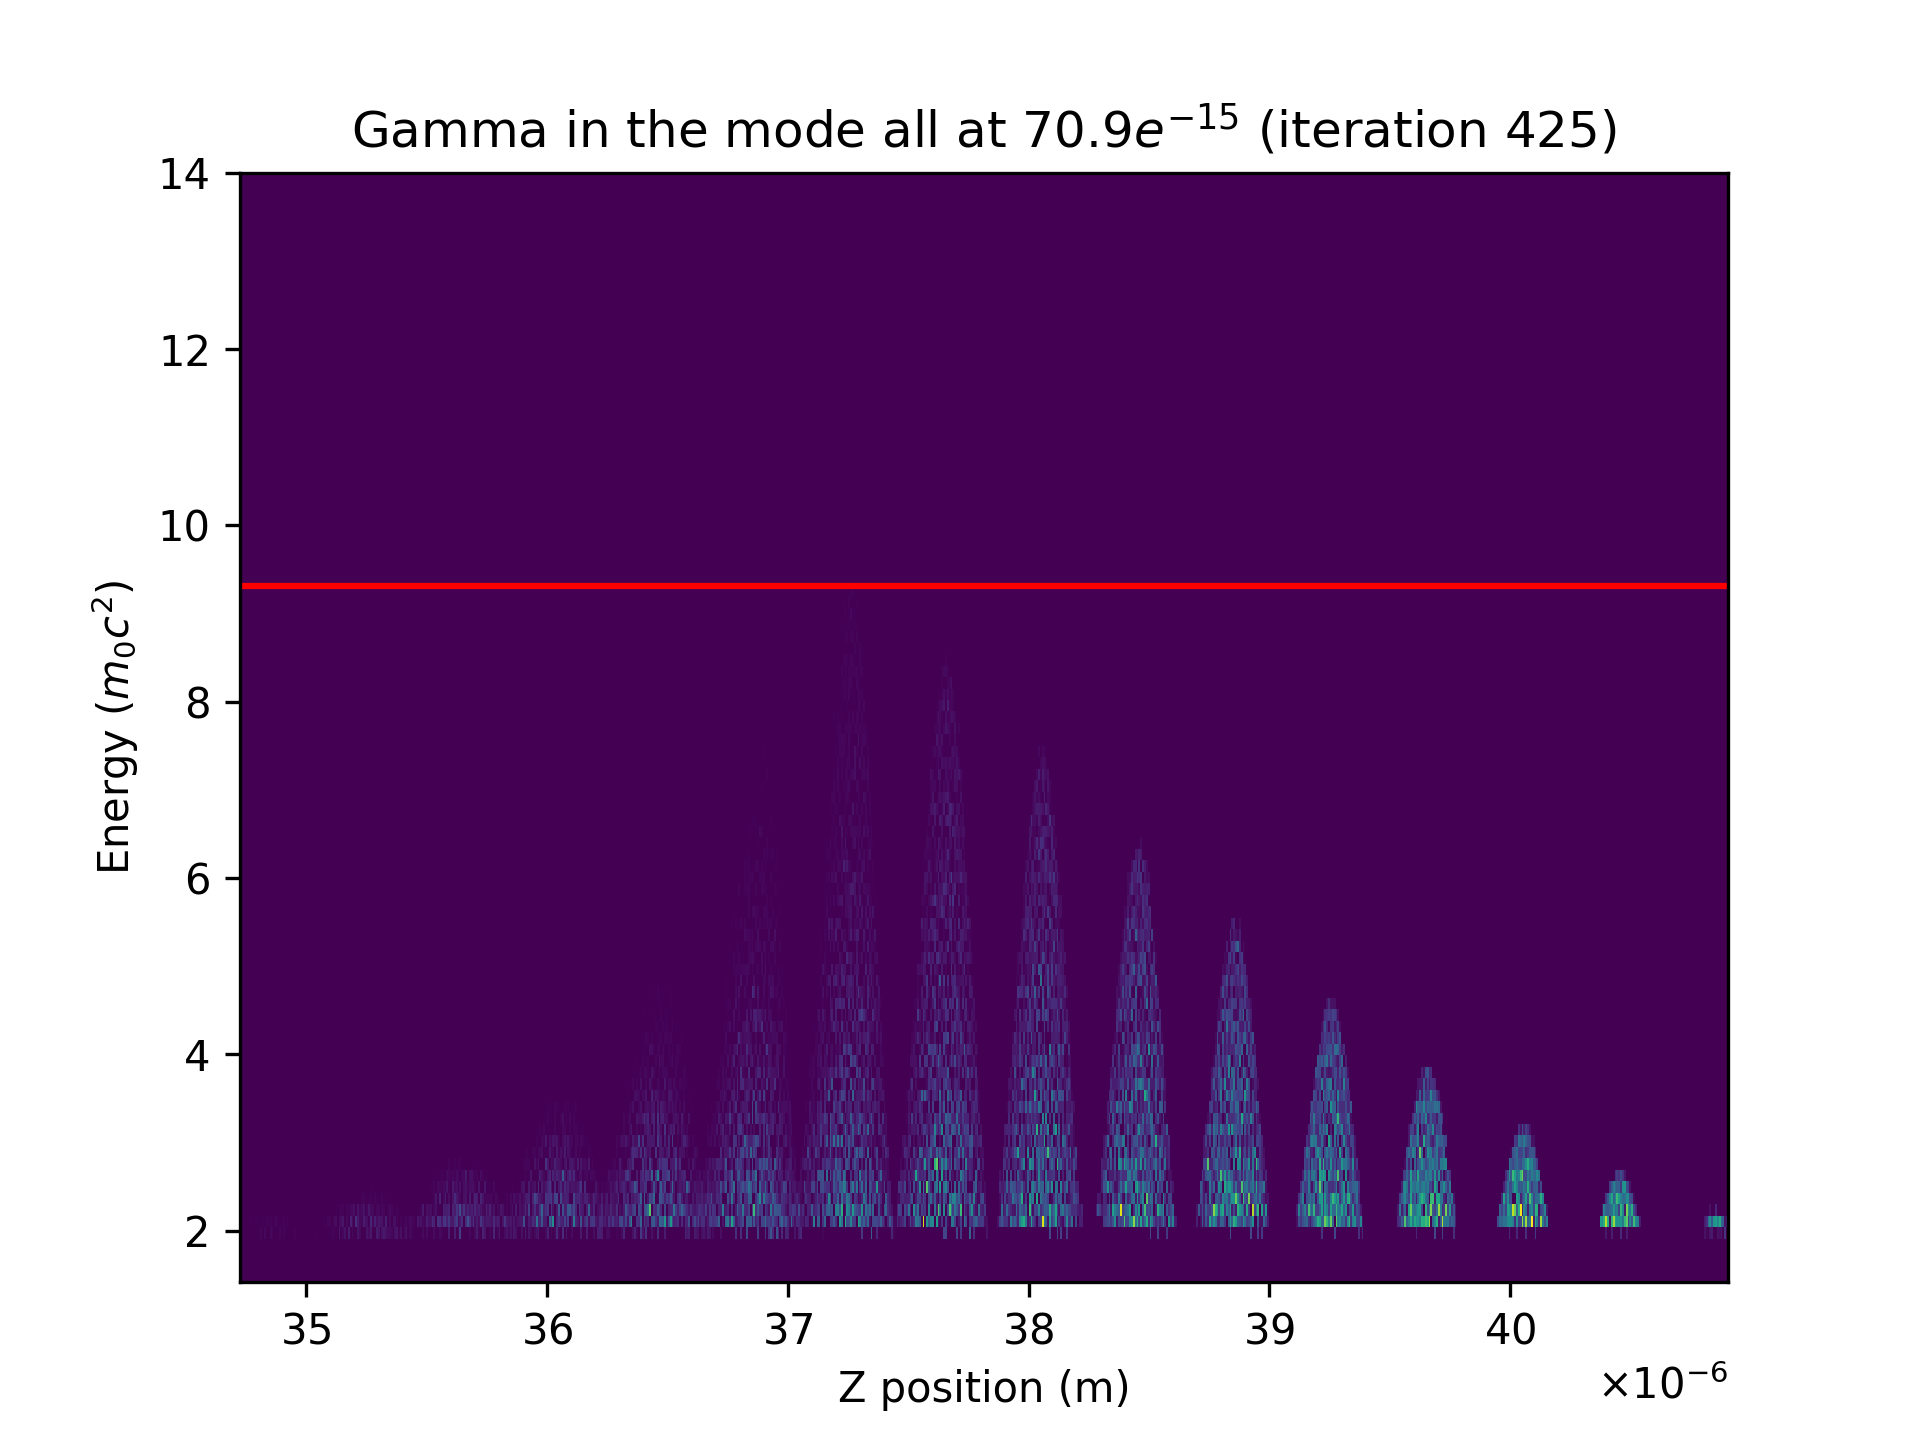 Gamma in the mode all at 70.9e⁻¹⁵ (iteration 425)
14
12
10
8
6
4
2
Energy (m₀c²)
35 36 37 38 39 40
×10⁻⁶
Z position (m)